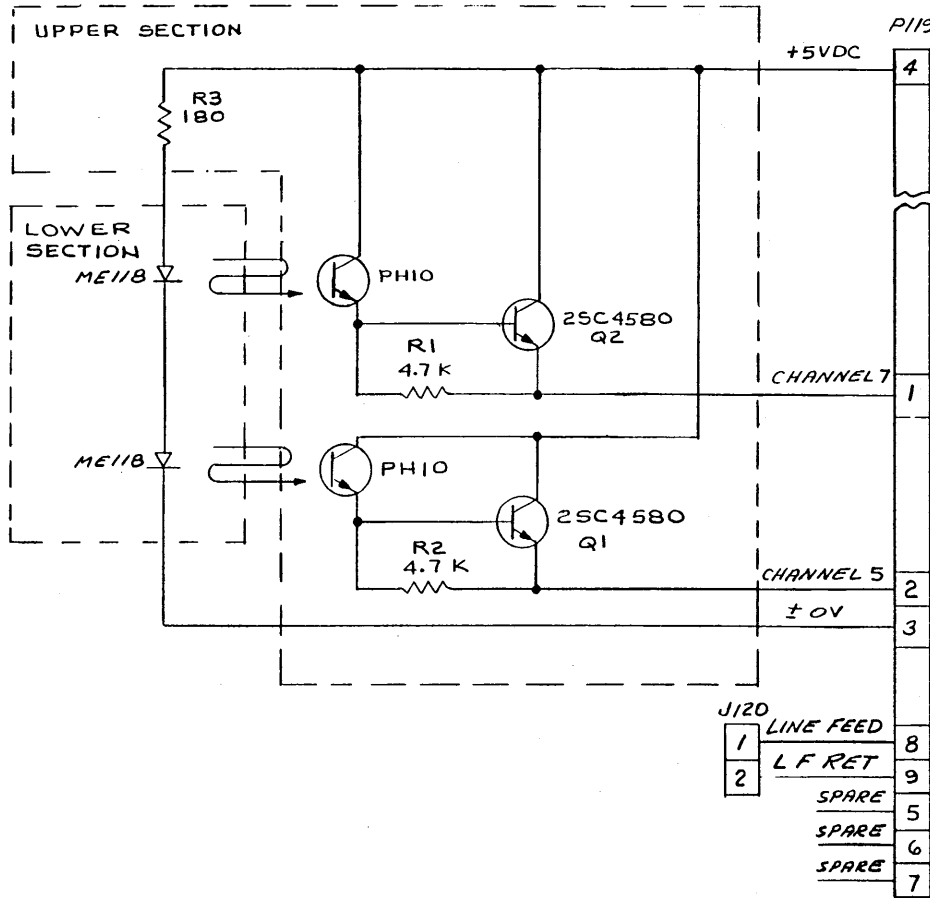 UPPER SECTION
P119
+5VDC
4
R3
180
LOWER
SECTION
ME118
PH10
2SC4580
Q2
R1
4.7 K
CHANNEL 7
1
ME118
PH10
2SC4580
Q1
R2
4.7 K
CHANNEL 5
2
± 0V
3
J120
1
LINE FEED
8
2
L F RET
9
SPARE
5
SPARE
6
SPARE
7